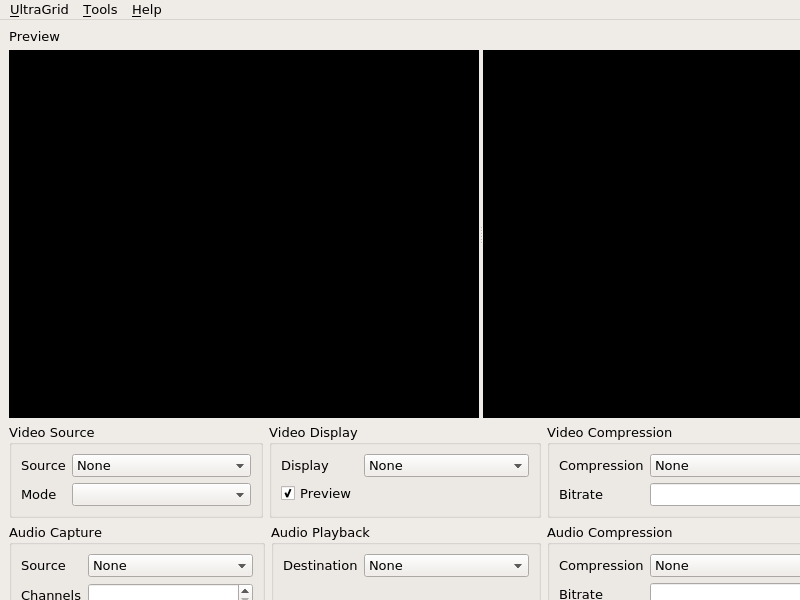 UltraGrid Tools Help
Preview
Video Source Video Display Video Compression
Source None Display None Compression None
Mode Preview Bitrate
Audio Capture Audio Playback Audio Compression
Source None Destination None Compression None
Channels Bitrate